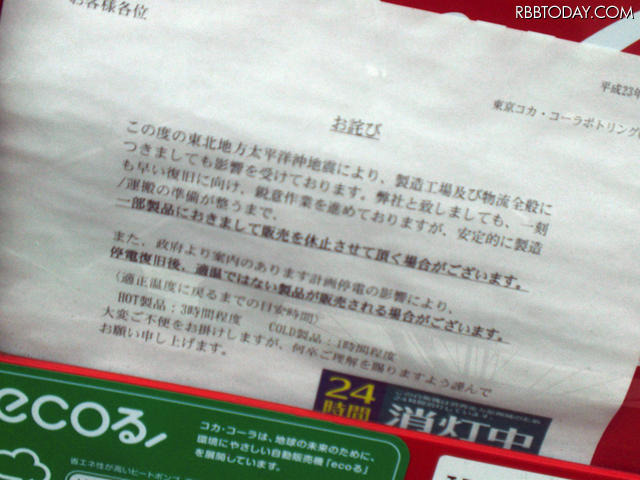 RBBTODAY.COM
お客様各位
平成23年
東京コカ・コーラボトリング
お詫び
この度の東北地方太平洋沖地震により、製造工場及び物流全般に
つきましても影響を受けております。弊社と致しましても、一刻
も早い復旧に向け、鋭意作業を進めておりますが、安定的に製造
/運搬の準備が整うまで、
一部製品におきまして販売を休止させて頂く場合がございます。
また、政府より案内のあります計画停電の影響により、
停電復旧後、適温ではない製品が販売される場合がございます。
〈適正温度に戻るまでの目安時間〉
HOT製品：3時間程度　COLD製品：1時間程度
大変ご不便をお掛けしますが、何卒ご理解を賜りますよう謹んで
お願い申し上げます。
24時間
消灯中
ecoる/
コカ・コーラは、地球の未来のために、
環境にやさしい自動販売機「ecoる」
を展開しています。
省エネ性が高いヒートポンプ